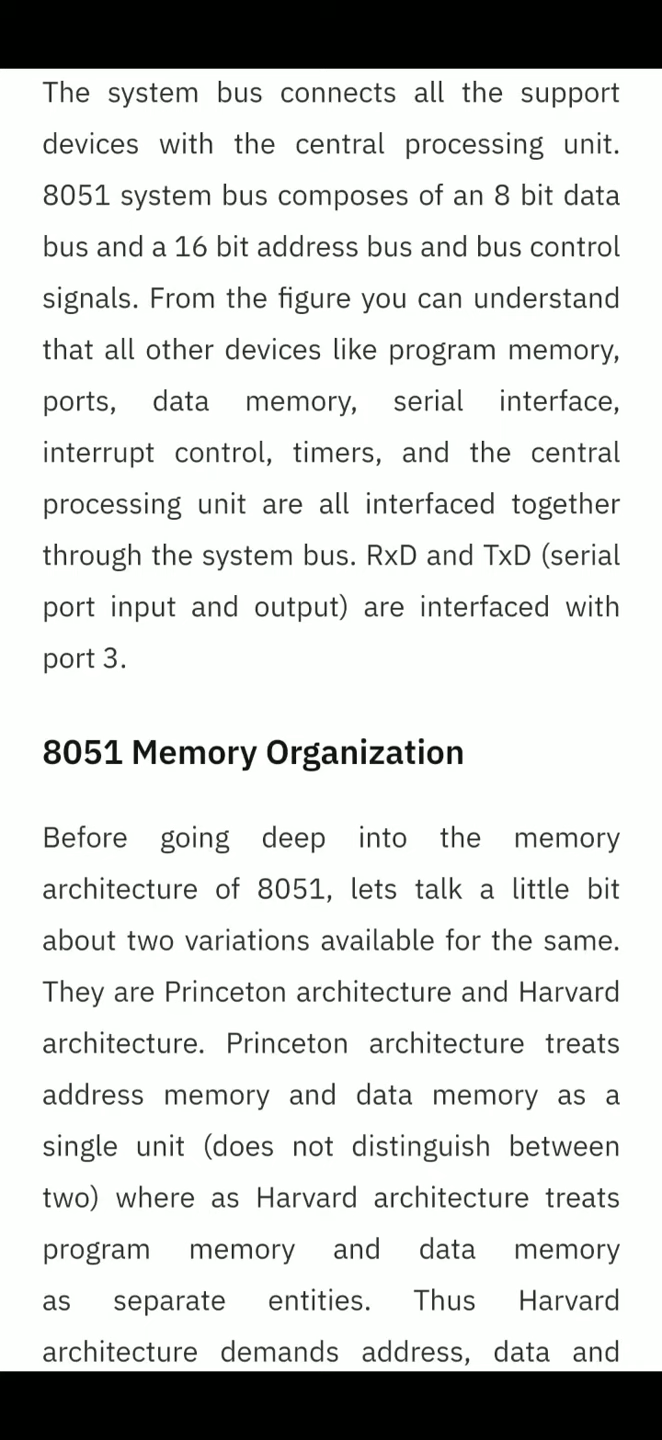 The system bus connects all the support
devices with the central processing unit.
8051 system bus composes of an 8 bit data
bus and a 16 bit address bus and bus control
signals. From the figure you can understand
that all other devices like program memory,
ports, data memory, serial interface,
interrupt control, timers, and the central
processing unit are all interfaced together
through the system bus. RxD and TxD (serial
port input and output) are interfaced with
port 3.
8051 Memory Organization
Before going deep into the memory
architecture of 8051, lets talk a little bit
about two variations available for the same.
They are Princeton architecture and Harvard
architecture. Princeton architecture treats
address memory and data memory as a
single unit (does not distinguish between
two) where as Harvard architecture treats
program memory and data memory
as separate entities. Thus Harvard
architecture demands address, data and